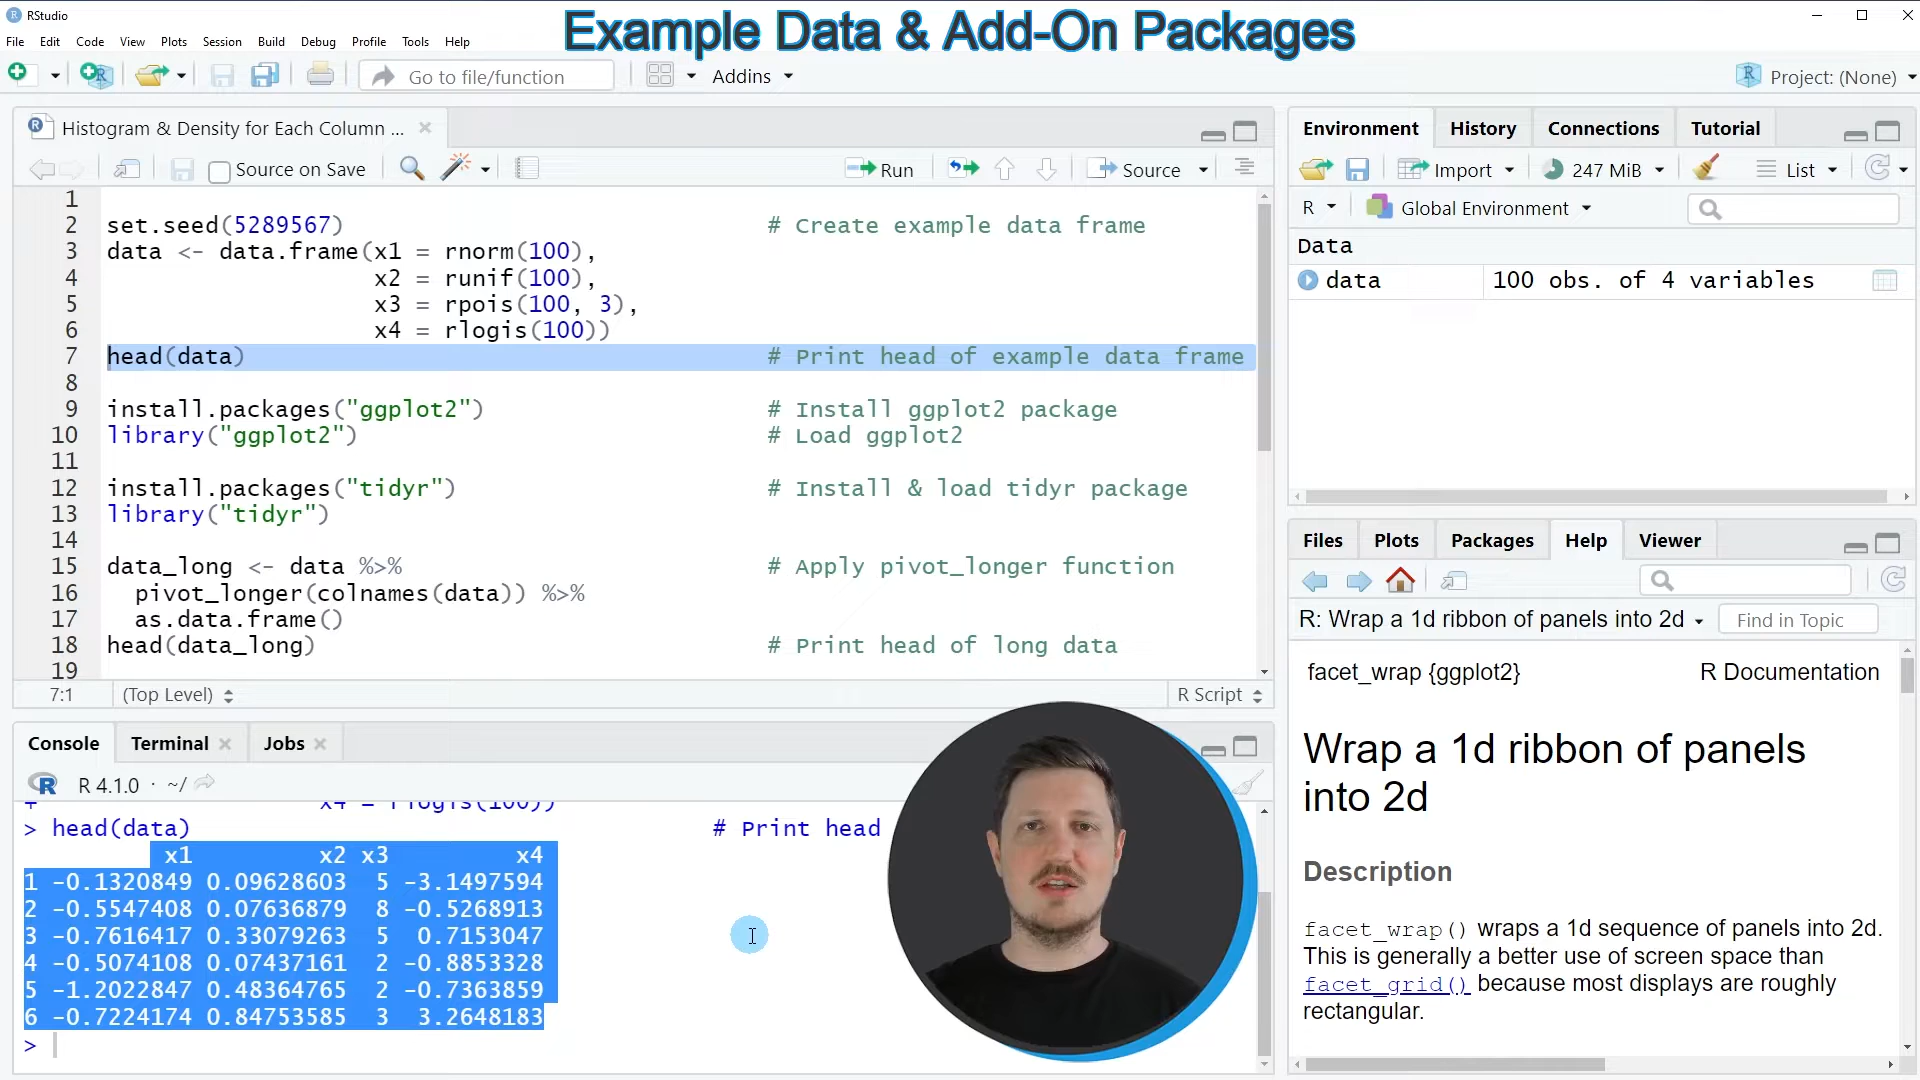 RStudio
Example Data & Add-On Packages
File Edit Code View Plots Session Build Debug Profile Tools Help
Go to file/function
Addins
Project: (None)
Histogram & Density for Each Column ...
Source on Save
Run
Source
1
2 set.seed(5289567) # Create example data frame
3 data <- data.frame(x1 = rnorm(100),
4 x2 = runif(100),
5 x3 = rpois(100, 3),
6 x4 = rlogis(100))
7 head(data) # Print head of example data frame
8
9 install.packages("ggplot2") # Install ggplot2 package
10 library("ggplot2") # Load ggplot2
11
12 install.packages("tidyr") # Install & load tidyr package
13 library("tidyr")
14
15 data_long <- data %>% # Apply pivot_longer function
16 pivot_longer(colnames(data)) %>%
17 as.data.frame()
18 head(data_long) # Print head of long data
19
7:1 (Top Level) R Script
Console Terminal Jobs
R 4.1.0 · ~/
+ x4 = rlogis(100))
> head(data) # Print head
x1 x2 x3 x4
1 -0.1320849 0.09628603 5 -3.1497594
2 -0.5547408 0.07636879 8 -0.5268913
3 -0.7616417 0.33079263 5 0.7153047
4 -0.5074108 0.07437161 2 -0.8853328
5 -1.2022847 0.48364765 2 -0.7363859
6 -0.7224174 0.84753585 3 3.2648183
>
Environment History Connections Tutorial
Import 247 MiB List
R Global Environment
Data
data 100 obs. of 4 variables
Files Plots Packages Help Viewer
R: Wrap a 1d ribbon of panels into 2d Find in Topic
facet_wrap {ggplot2} R Documentation
Wrap a 1d ribbon of panels
into 2d
Description
facet_wrap() wraps a 1d sequence of panels into 2d.
This is generally a better use of screen space than
facet_grid() because most displays are roughly
rectangular.